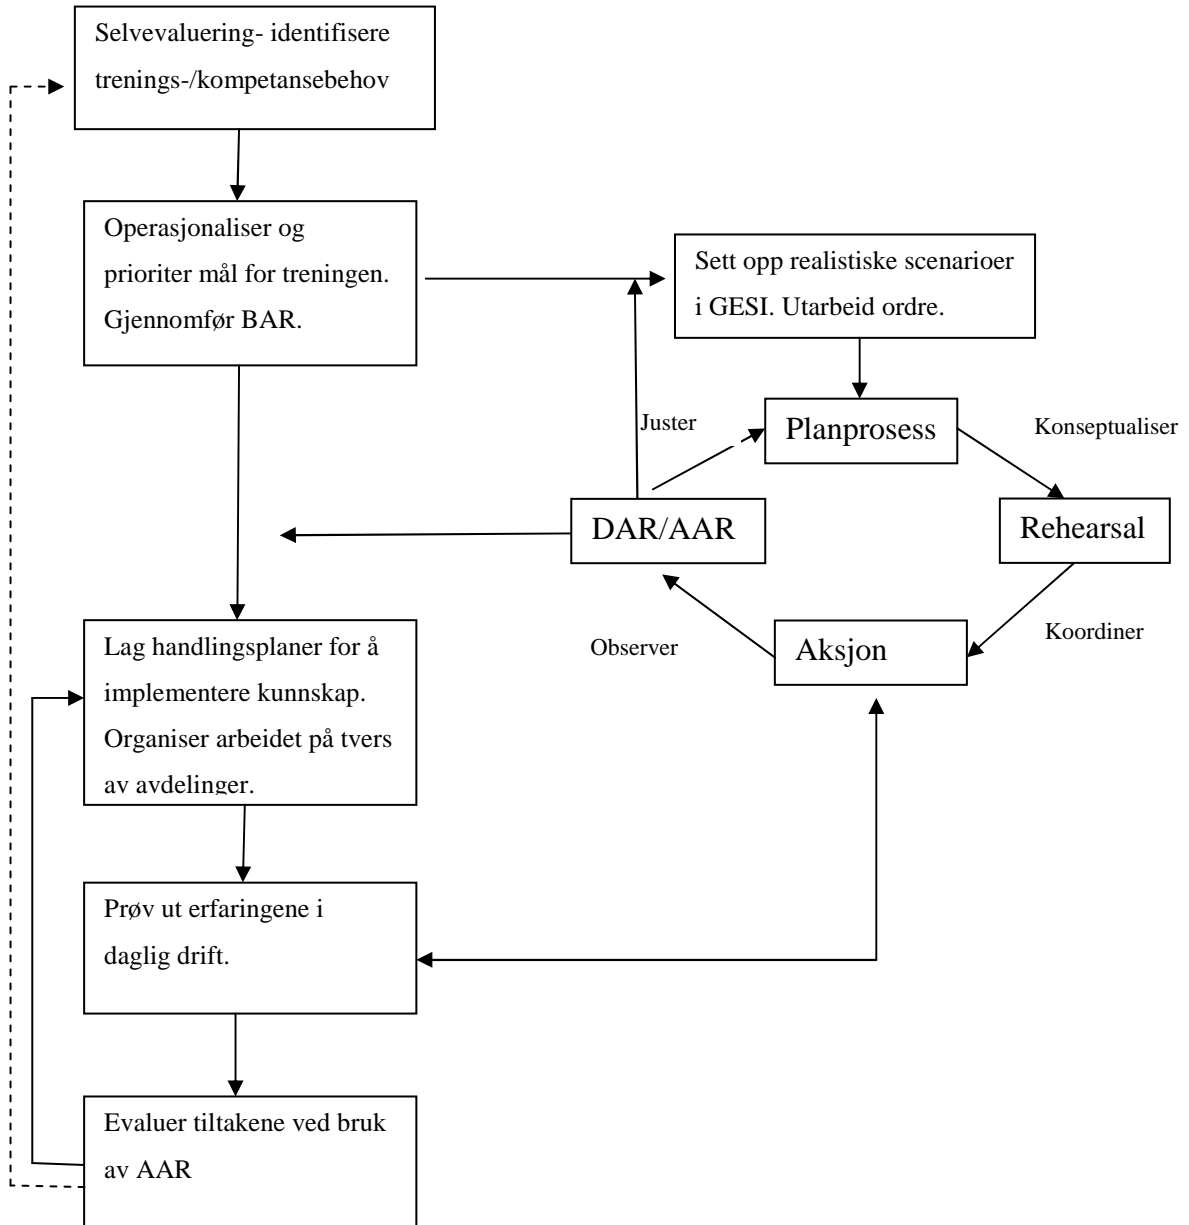 Selvevaluering- identifisere
trenings-/kompetansebehov
Operasjonaliser og
prioriter mål for treningen.
Gjennomfør BAR.
Sett opp realistiske scenarioer
i GESI. Utarbeid ordre.
Juster
Planprosess
Konseptualiser
DAR/AAR
Rehearsal
Observer
Aksjon
Koordiner
Lag handlingsplaner for å
implementere kunnskap.
Organiser arbeidet på tvers
av avdelinger.
Prøv ut erfaringene i
daglig drift.
Evaluer tiltakene ved bruk
av AAR